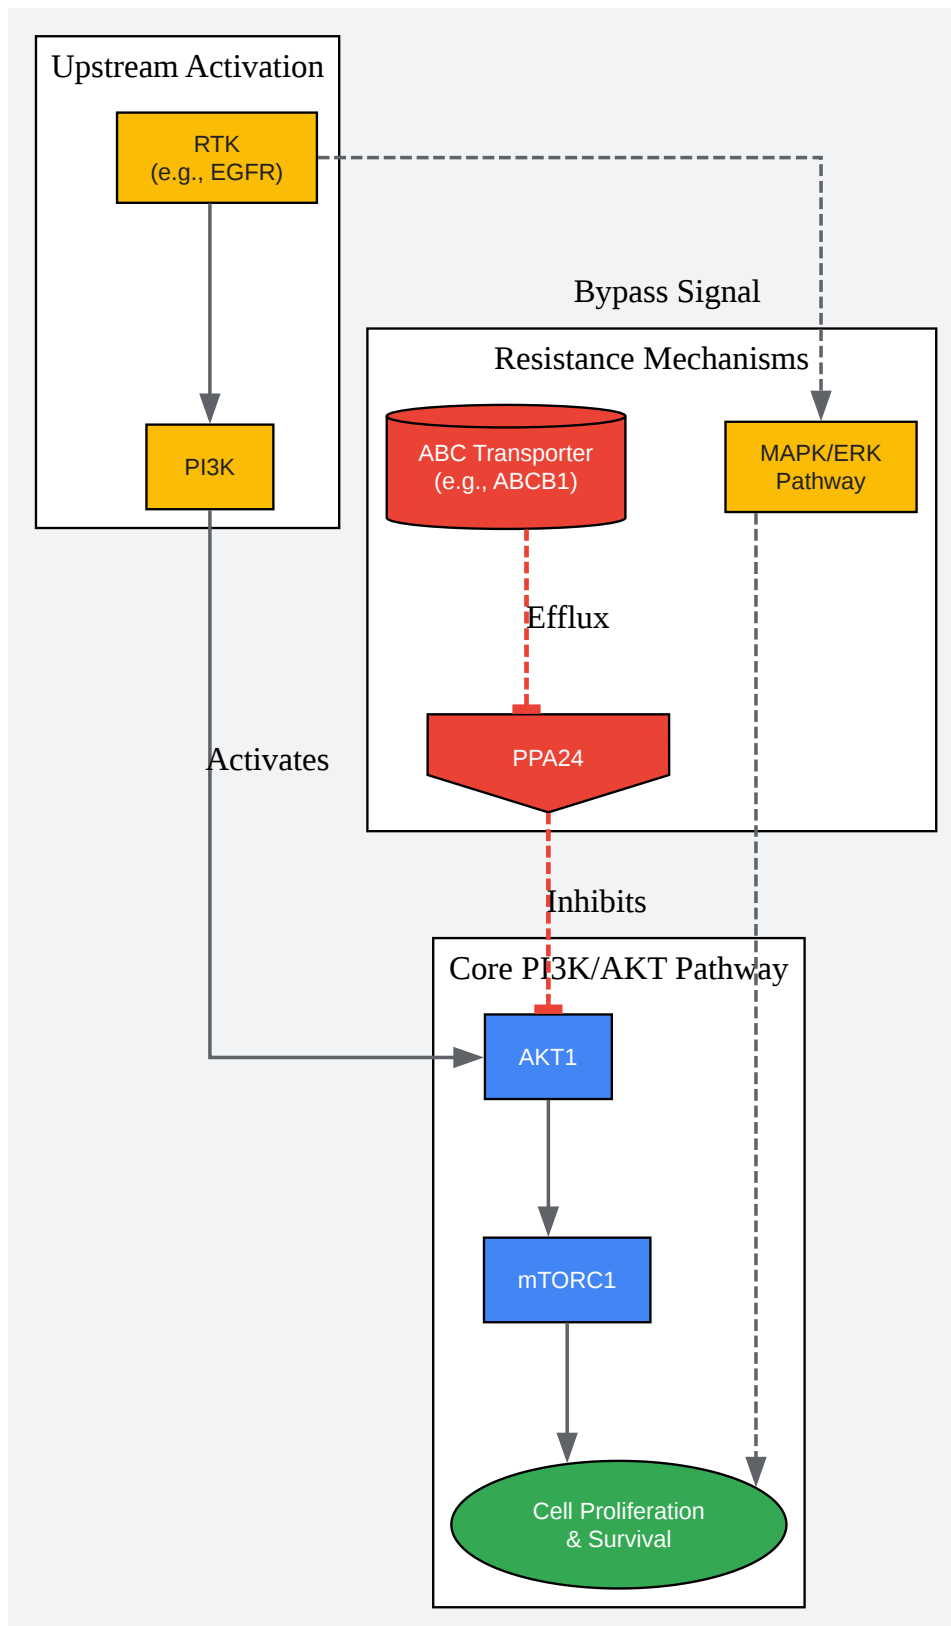 Upstream Activation
RTK
(e.g., EGFR)
Bypass Signal
Resistance Mechanisms
ABC Transporter
(e.g., ABCB1)
MAPK/ERK
Pathway
PI3K
Efflux
PPA24
Activates
Inhibits
Core PI3K/AKT Pathway
AKT1
mTORC1
Cell Proliferation
& Survival